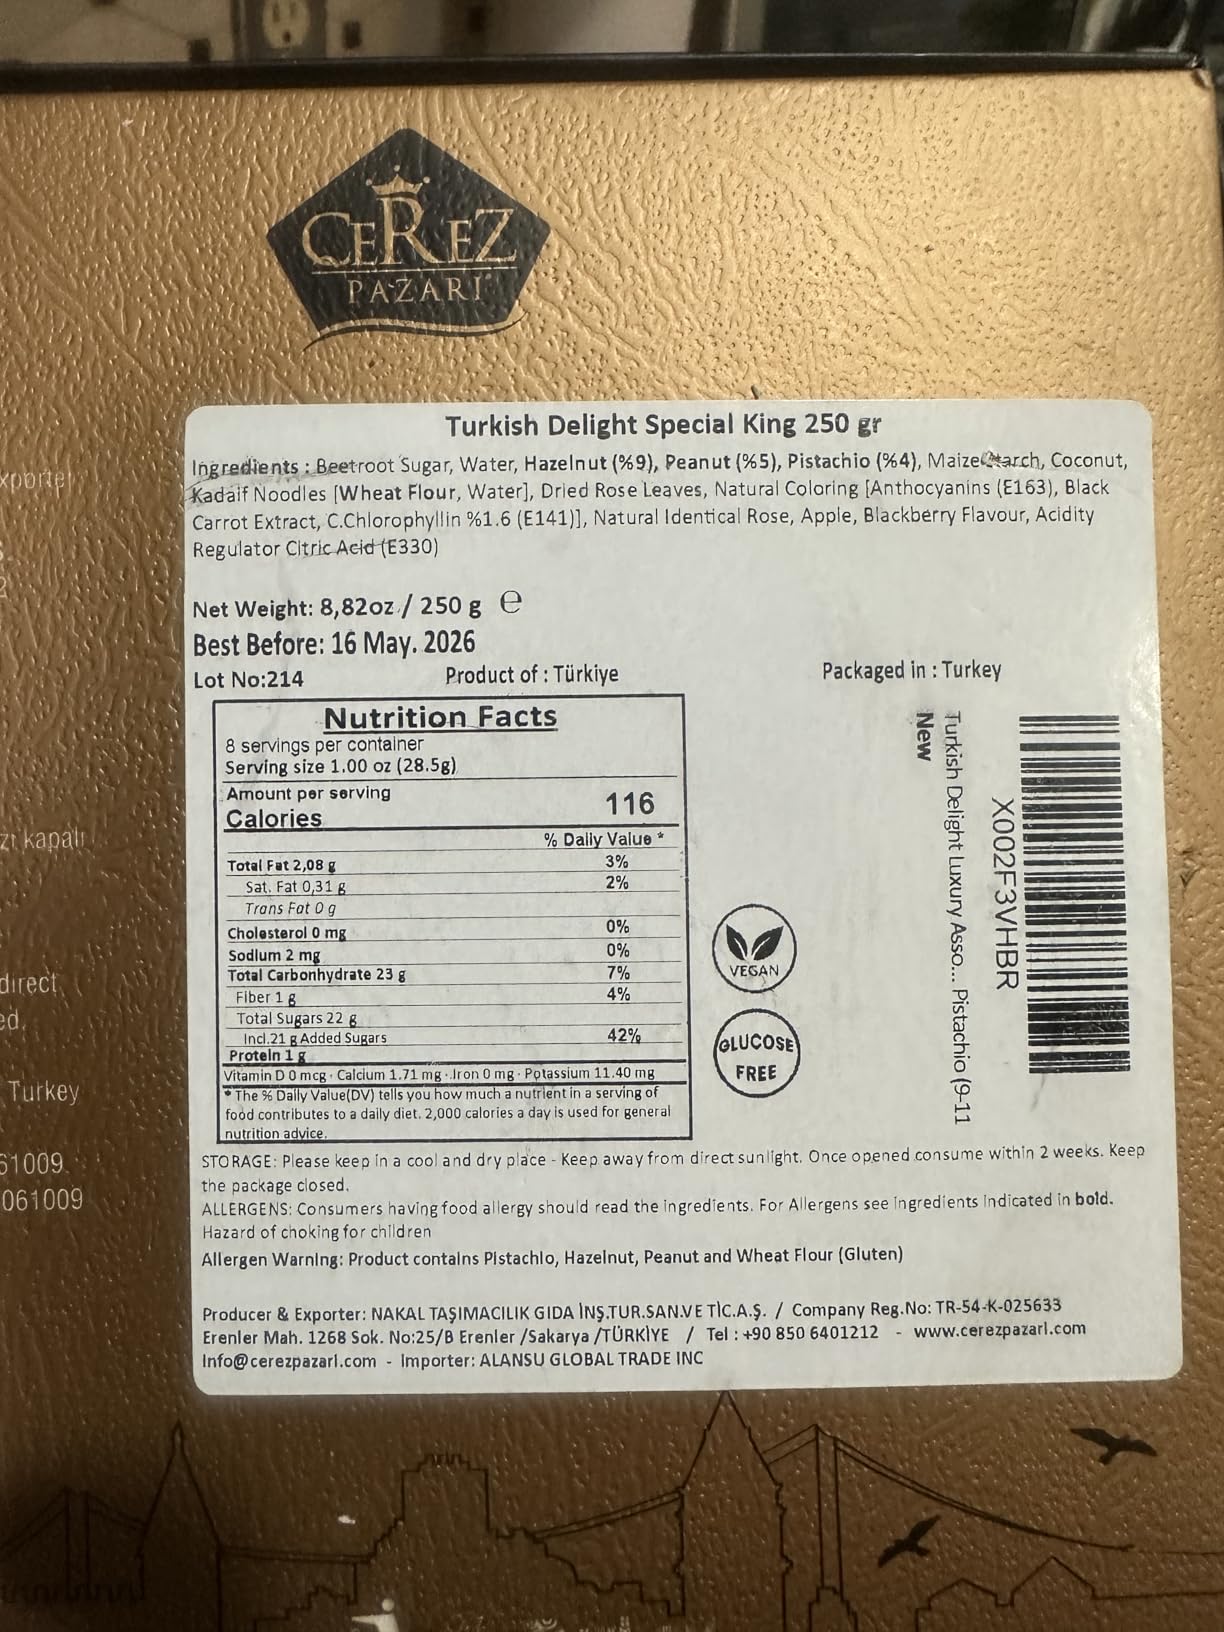 CEREZ
PAZARI
Turkish Delight Special King 250 gr
Ingredients : Beetroot Sugar, Water, Hazelnut (%9), Peanut (%5), Pistachio (%4), Maize Starch, Coconut,
Kadaif Noodles [Wheat Flour, Water], Dried Rose Leaves, Natural Coloring [Anthocyanins (E163), Black
Carrot Extract, C.Chlorophyllin %1.6 (E141)], Natural Identical Rose, Apple, Blackberry Flavour, Acidity
Regulator Citric Acid (E330)
Net Weight: 8,82oz / 250 g ℮
Best Before: 16 May. 2026
Lot No:214 Product of : Türkiye Packaged in : Turkey
Nutrition Facts
8 servings per container
Serving size 1.00 oz (28.5g)
Amount per serving
Calories 116
% Daily Value *
Total Fat 2,08 g 3%
Sat. Fat 0,31 g 2%
Trans Fat 0 g
Cholesterol 0 mg 0%
Sodium 2 mg 0%
Total Carbonhydrate 23 g 7%
Fiber 1 g 4%
Total Sugars 22 g
Incl.21 g Added Sugars 42%
Protein 1 g
Vitamin D 0 mcg · Calcium 1.71 mg · Iron 0 mg · Potassium 11.40 mg
* The % Daily Value(DV) tells you how much a nutrient in a serving of
food contributes to a daily diet. 2,000 calories a day is used for general
nutrition advice.
VEGAN
GLUCOSE
FREE
X002F3VHBR
Turkish Delight Luxury Asso... Pistachio (9-11
New
STORAGE: Please keep in a cool and dry place - Keep away from direct sunlight. Once opened consume within 2 weeks. Keep
the package closed.
ALLERGENS: Consumers having food allergy should read the ingredients. For Allergens see Ingredients Indicated in bold.
Hazard of choking for children
Allergen Warning: Product contains Pistachio, Hazelnut, Peanut and Wheat Flour (Gluten)
Producer & Exporter: NAKAL TAŞIMACILIK GIDA İNŞ.TUR.SAN.VE TİC.A.Ş. / Company Reg.No: TR-54-K-025633
Erenler Mah. 1268 Sok. No:25/B Erenler /Sakarya /TÜRKİYE / Tel : +90 850 6401212 - www.cerezpazari.com
Info@cerezpazari.com - Importer: ALANSU GLOBAL TRADE INC
xporter
zı kapalı
direct
ed.
Turkey
61009
061009